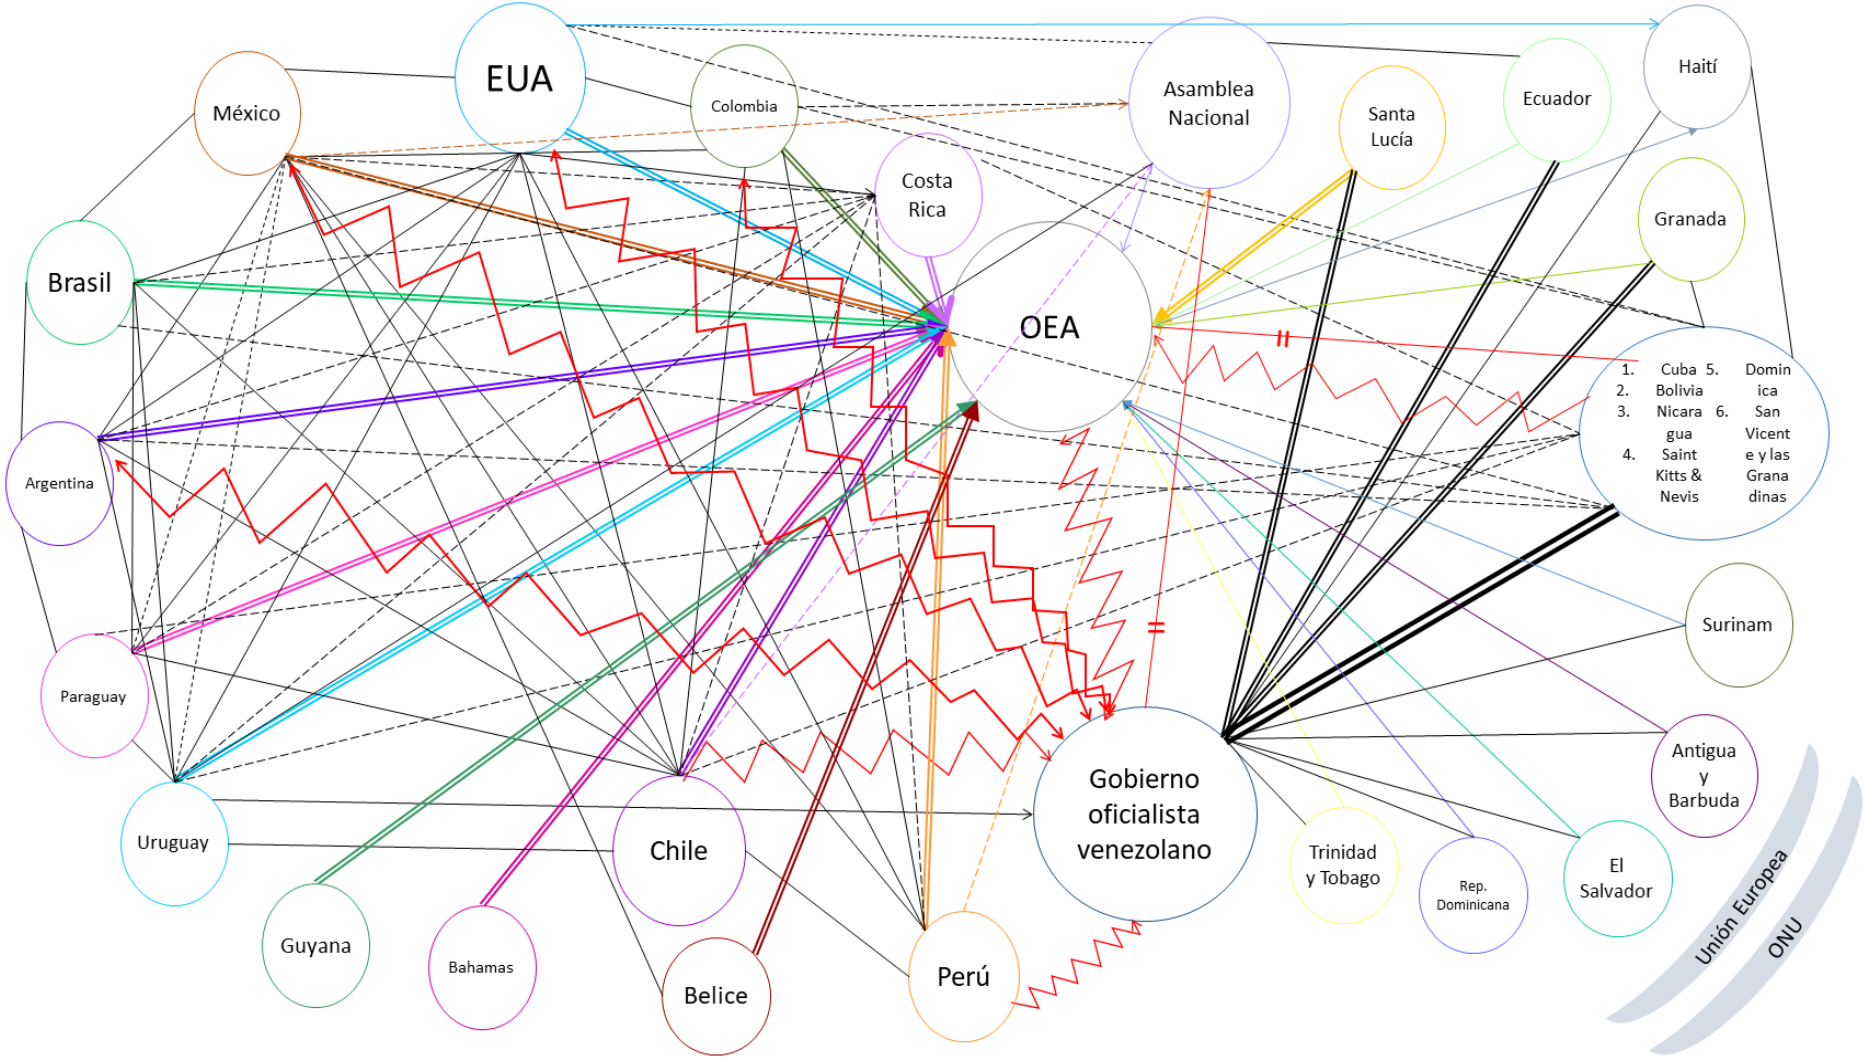 EUA
Haití
Asamblea
Nacional
Ecuador
México
Colombia
Santa
Lucía
Costa
Rica
Granada
Brasil
OEA
1. Cuba
2. Bolivia
3. Nicara
gua
4. Saint
Kitts &
Nevis
5. Domin
ica
6. San
Vicent
e y las
Grana
dinas
Argentina
Surinam
Paraguay
Antigua
y
Barbuda
Gobierno
oficialista
venezolano
Uruguay
Chile
Trinidad
y Tobago
Rep.
Dominicana
El
Salvador
Unión Europea
ONU
Guyana
Bahamas
Belice
Perú